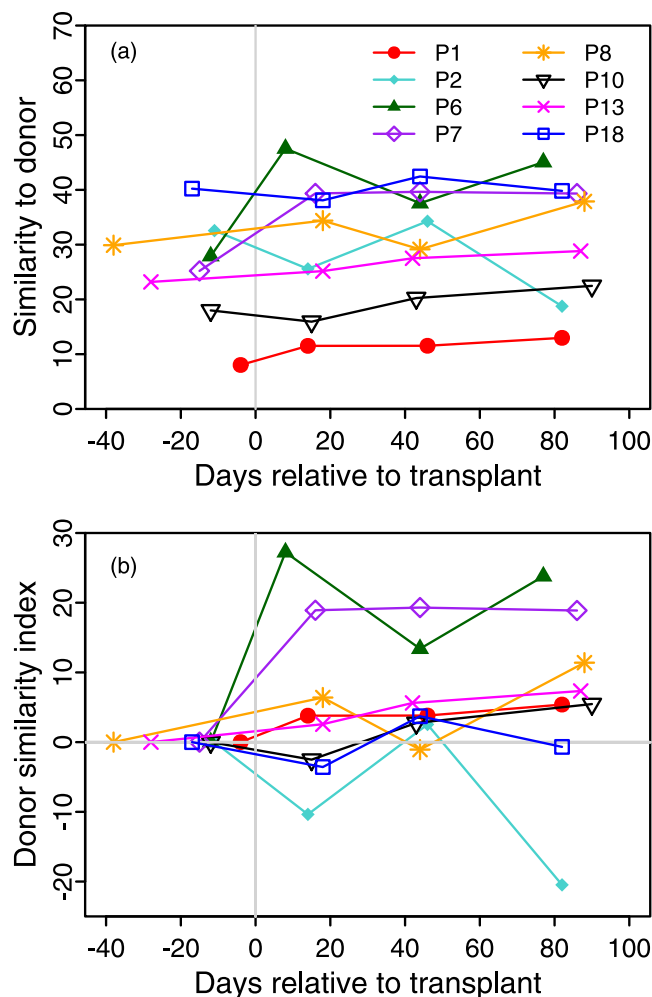 (a)
P1 P8
P2 P10
P6 P13
P7 P18
Similarity to donor
70
60
50
40
30
20
10
0
-40 -20 0 20 40 60 80 100
Days relative to transplant
(b)
Donor similarity index
30
20
10
0
-10
-20
-40 -20 0 20 40 60 80 100
Days relative to transplant